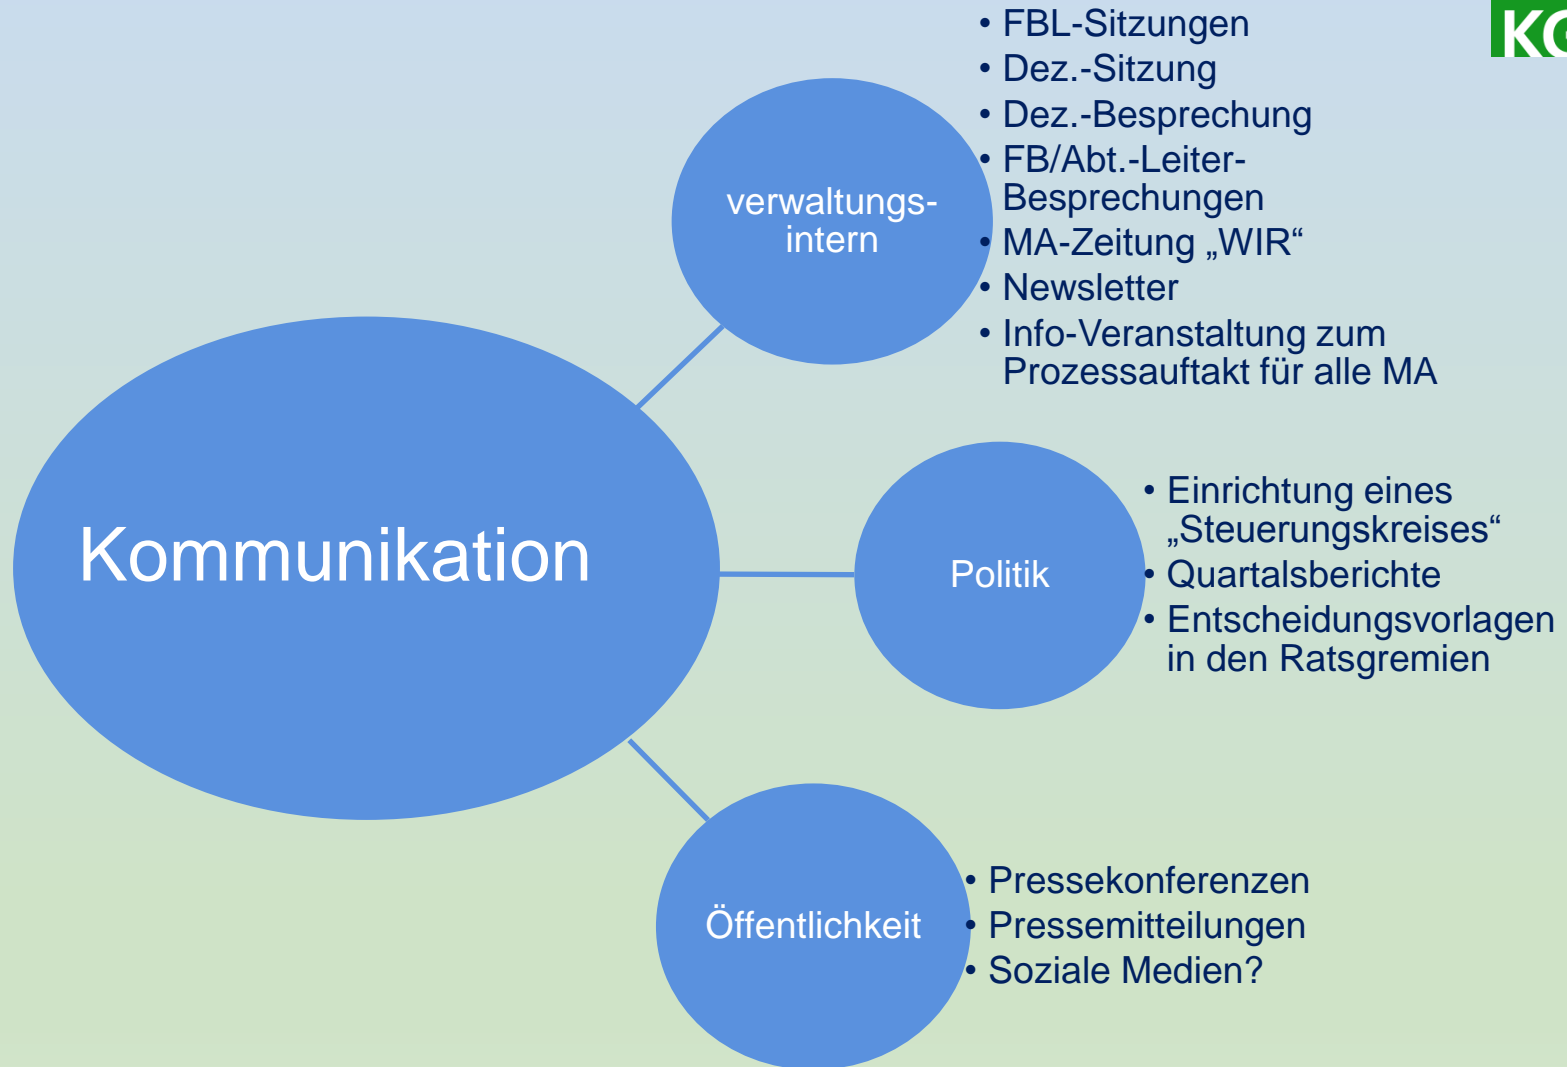 KG
• FBL-Sitzungen
• Dez.-Sitzung
• Dez.-Besprechung
• FB/Abt.-Leiter-
Besprechungen
• MA-Zeitung „WIR“
• Newsletter
• Info-Veranstaltung zum
Prozessauftakt für alle MA
verwaltungs-
intern
Kommunikation
Politik
• Einrichtung eines
„Steuerungskreises“
• Quartalsberichte
• Entscheidungsvorlagen
in den Ratsgremien
Öffentlichkeit
• Pressekonferenzen
• Pressemitteilungen
• Soziale Medien?